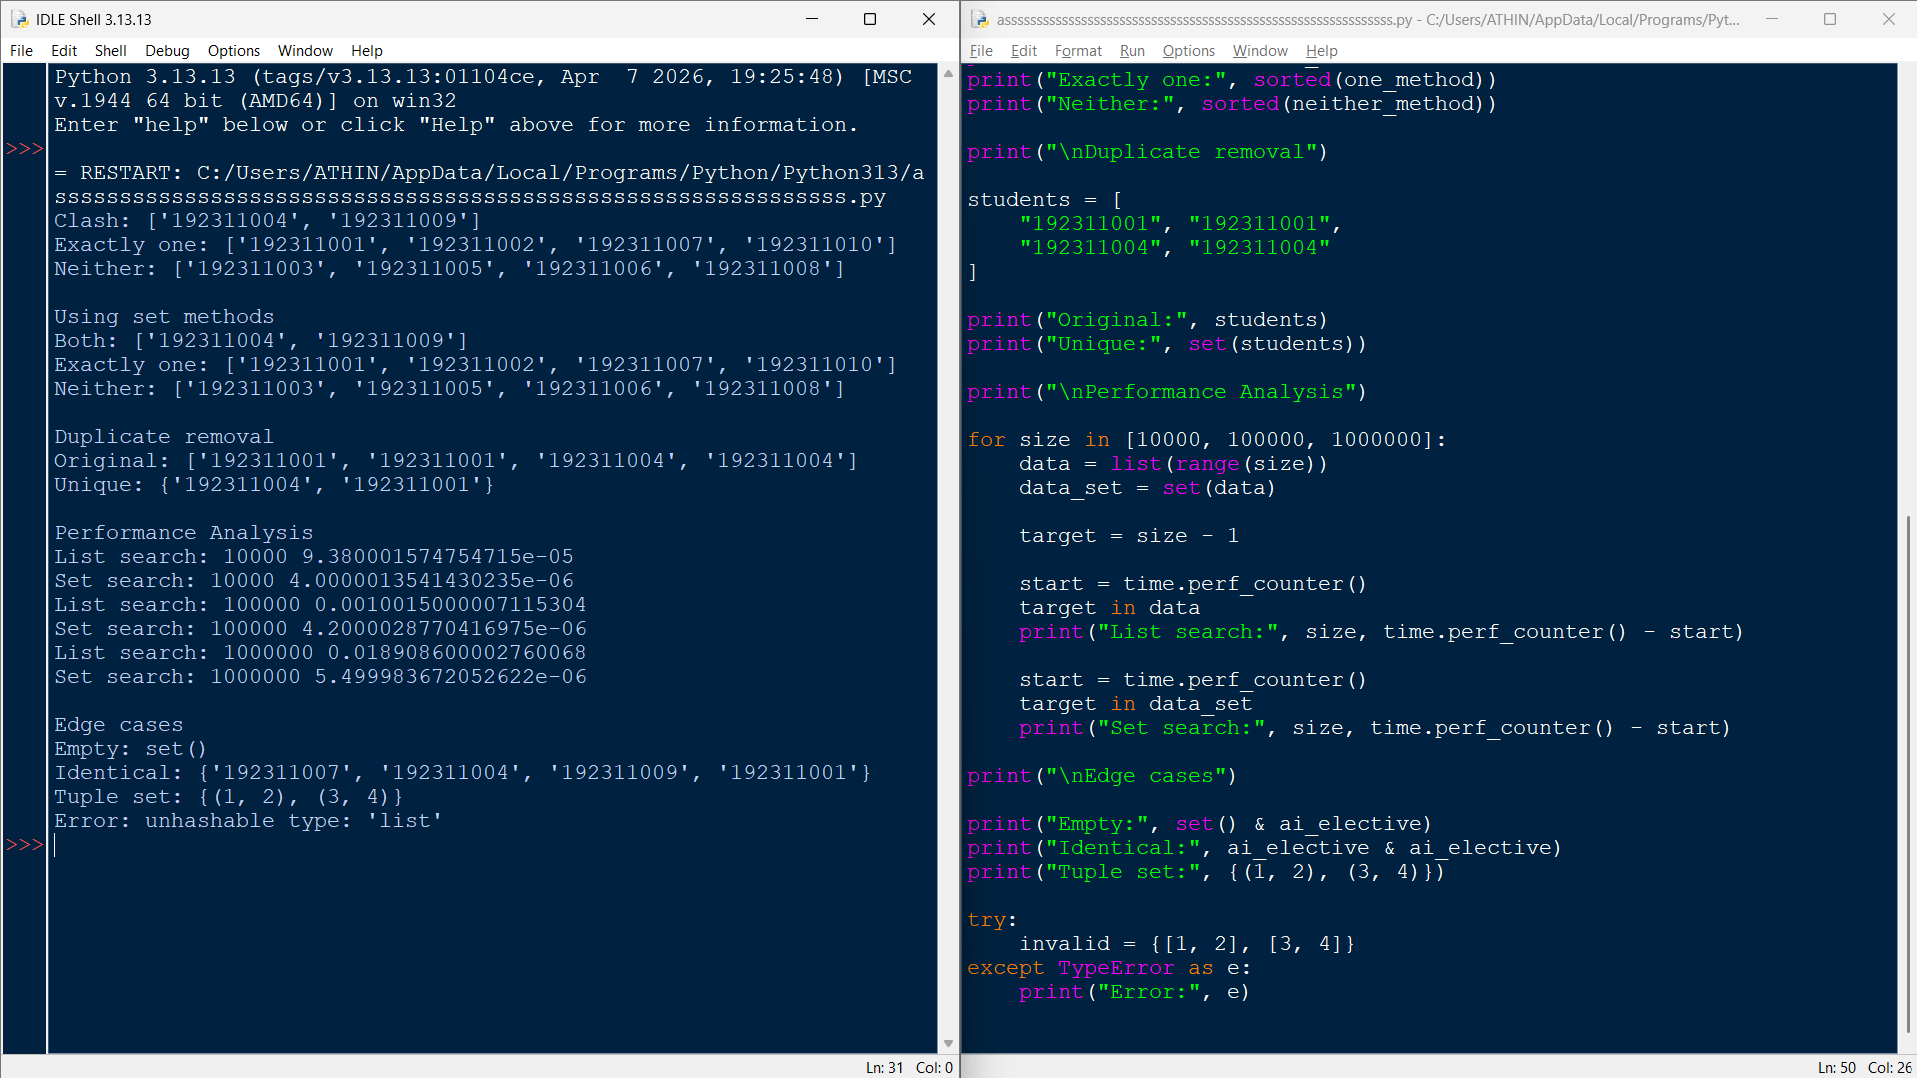 IDLE Shell 3.13.13
File Edit Shell Debug Options Window Help
Python 3.13.13 (tags/v3.13.13:01104ce, Apr  7 2026, 19:25:48) [MSC
v.1944 64 bit (AMD64)] on win32
Enter "help" below or click "Help" above for more information.
>>>
= RESTART: C:/Users/ATHIN/AppData/Local/Programs/Python/Python313/a
sssssssssssssssssssssssssssssssssssssssssssssssssssssssssssss.py
Clash: ['192311004', '192311009']
Exactly one: ['192311001', '192311002', '192311007', '192311010']
Neither: ['192311003', '192311005', '192311006', '192311008']
Using set methods
Both: ['192311004', '192311009']
Exactly one: ['192311001', '192311002', '192311007', '192311010']
Neither: ['192311003', '192311005', '192311006', '192311008']
Duplicate removal
Original: ['192311001', '192311001', '192311004', '192311004']
Unique: {'192311004', '192311001'}
Performance Analysis
List search: 10000 9.380001574754715e-05
Set search: 10000 4.0000013541430235e-06
List search: 100000 0.0010015000007115304
Set search: 100000 4.2000028770416975e-06
List search: 1000000 0.018908600002760068
Set search: 1000000 5.499983672052622e-06
Edge cases
Empty: set()
Identical: {'192311007', '192311004', '192311009', '192311001'}
Tuple set: {(1, 2), (3, 4)}
Error: unhashable type: 'list'
>>>
Ln: 31 Col: 0
asssssssssssssssssssssssssssssssssssssssssssssssssssssssssssss.py - C:/Users/ATHIN/AppData/Local/Programs/Pyt...
File Edit Format Run Options Window Help
print("Exactly one:", sorted(one_method))
print("Neither:", sorted(neither_method))
print("\nDuplicate removal")
students = [
    "192311001", "192311001",
    "192311004", "192311004"
]
print("Original:", students)
print("Unique:", set(students))
print("\nPerformance Analysis")
for size in [10000, 100000, 1000000]:
    data = list(range(size))
    data_set = set(data)
    target = size - 1
    start = time.perf_counter()
    target in data
    print("List search:", size, time.perf_counter() - start)
    start = time.perf_counter()
    target in data_set
    print("Set search:", size, time.perf_counter() - start)
print("\nEdge cases")
print("Empty:", set() & ai_elective)
print("Identical:", ai_elective & ai_elective)
print("Tuple set:", {(1, 2), (3, 4)})
try:
    invalid = {[1, 2], [3, 4]}
except TypeError as e:
    print("Error:", e)
Ln: 50 Col: 26